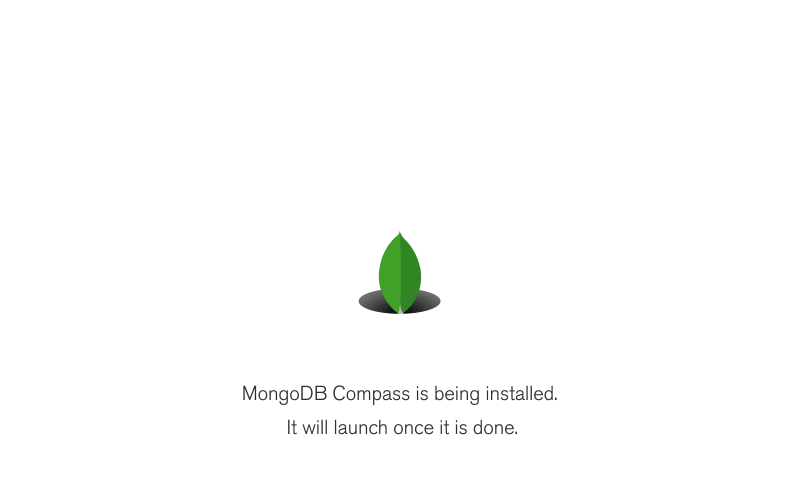 MongoDB Compass is being installed.
It will launch once it is done.